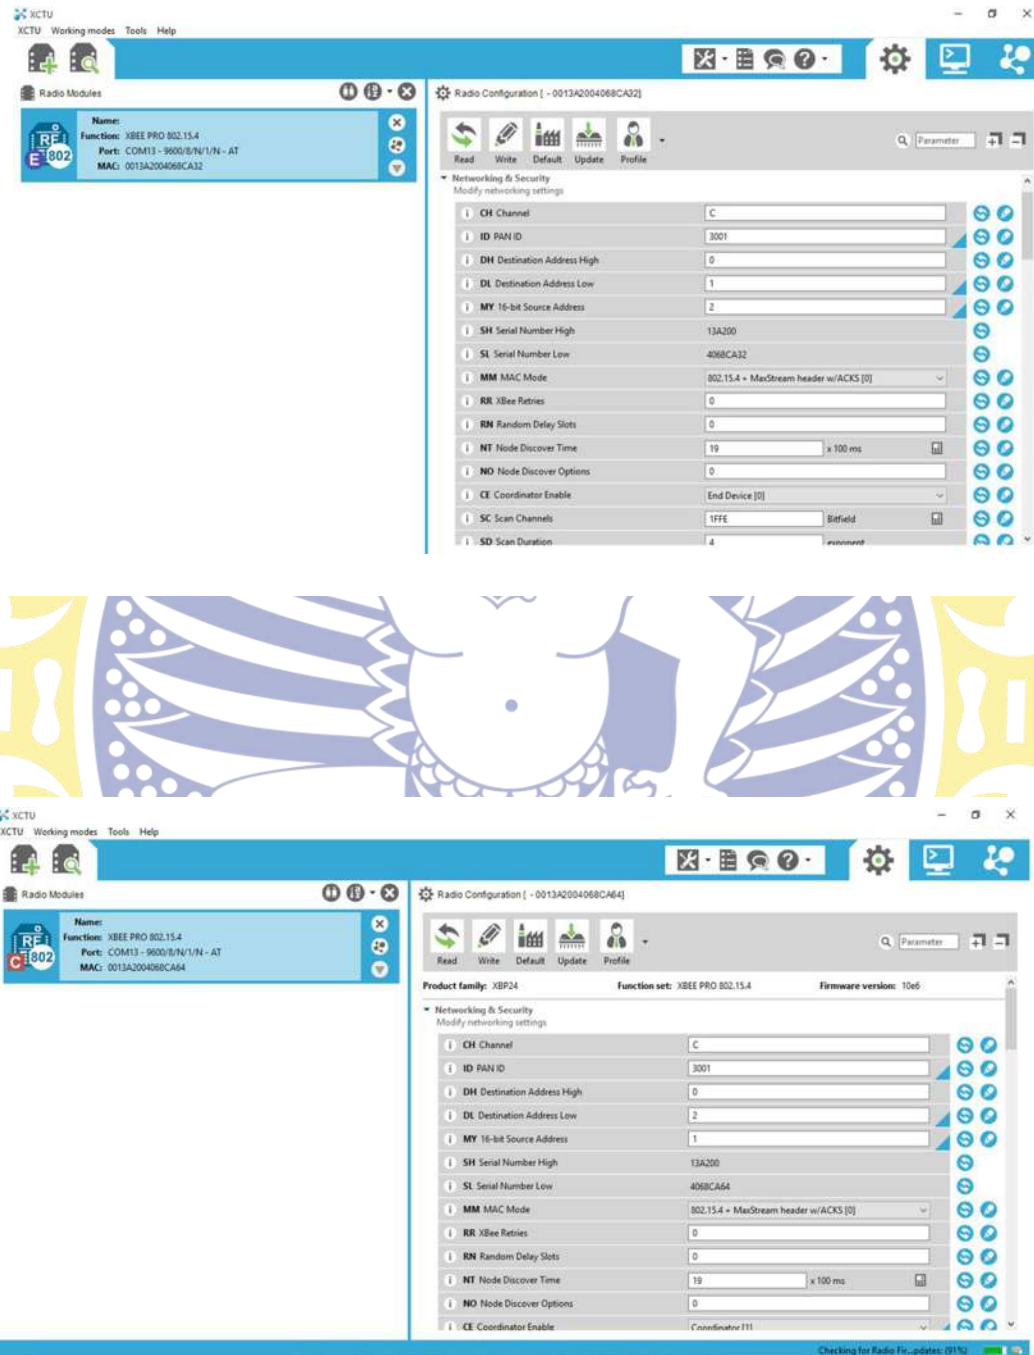 XCTU
XCTU Working modes Tools Help
Radio Modules
Name:
Function: XBEE PRO 802.15.4
Port: COM13 - 9600/8/N/1/N - AT
MAC: 0013A2004068CA32
RF
E 802
Radio Configuration [ - 0013A2004068CA32]
Read Write Default Update Profile
Parameter
Networking & Security
Modify networking settings
i CH Channel C
i ID PAN ID 3001
i DH Destination Address High 0
i DL Destination Address Low 1
i MY 16-bit Source Address 2
i SH Serial Number High 13A200
i SL Serial Number Low 4068CA32
i MM MAC Mode 802.15.4 + MaxStream header w/ACKS [0]
i RR XBee Retries 0
i RN Random Delay Slots 0
i NT Node Discover Time 19 x 100 ms
i NO Node Discover Options 0
i CE Coordinator Enable End Device [0]
i SC Scan Channels 1FFE Bitfield
i SD Scan Duration 4 exponent
XCTU
XCTU Working modes Tools Help
Radio Modules
Name:
Function: XBEE PRO 802.15.4
Port: COM13 - 9600/8/N/1/N - AT
MAC: 0013A2004068CA64
RF
C 802
Radio Configuration [ - 0013A2004068CA64]
Read Write Default Update Profile
Parameter
Product family: XBP24 Function set: XBEE PRO 802.15.4 Firmware version: 10e6
Networking & Security
Modify networking settings
i CH Channel C
i ID PAN ID 3001
i DH Destination Address High 0
i DL Destination Address Low 2
i MY 16-bit Source Address 1
i SH Serial Number High 13A200
i SL Serial Number Low 4068CA64
i MM MAC Mode 802.15.4 + MaxStream header w/ACKS [0]
i RR XBee Retries 0
i RN Random Delay Slots 0
i NT Node Discover Time 19 x 100 ms
i NO Node Discover Options 0
i CE Coordinator Enable Coordinator [1]
Checking for Radio Fir...pdates: (91%)